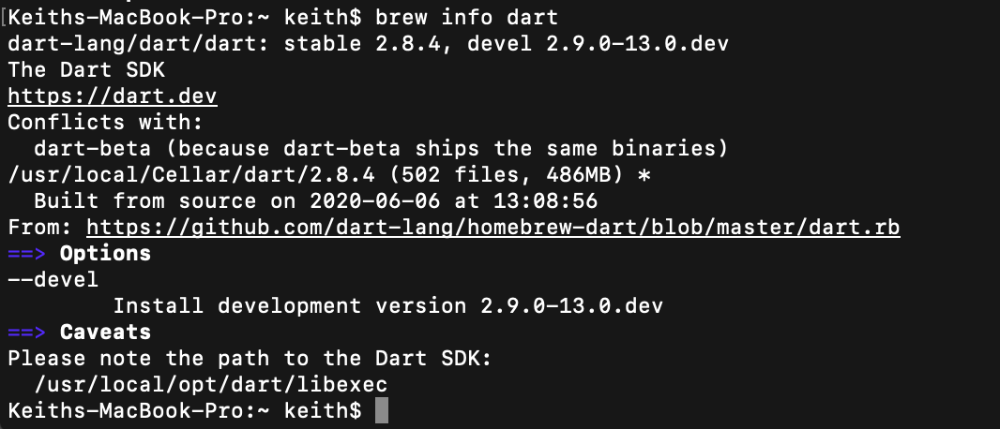 Keiths-MacBook-Pro:~ keith$ brew info dart
dart-lang/dart/dart: stable 2.8.4, devel 2.9.0-13.0.dev
The Dart SDK
https://dart.dev
Conflicts with:
  dart-beta (because dart-beta ships the same binaries)
/usr/local/Cellar/dart/2.8.4 (502 files, 486MB) *
  Built from source on 2020-06-06 at 13:08:56
From: https://github.com/dart-lang/homebrew-dart/blob/master/dart.rb
==> Options
--devel
        Install development version 2.9.0-13.0.dev
==> Caveats
Please note the path to the Dart SDK:
  /usr/local/opt/dart/libexec
Keiths-MacBook-Pro:~ keith$